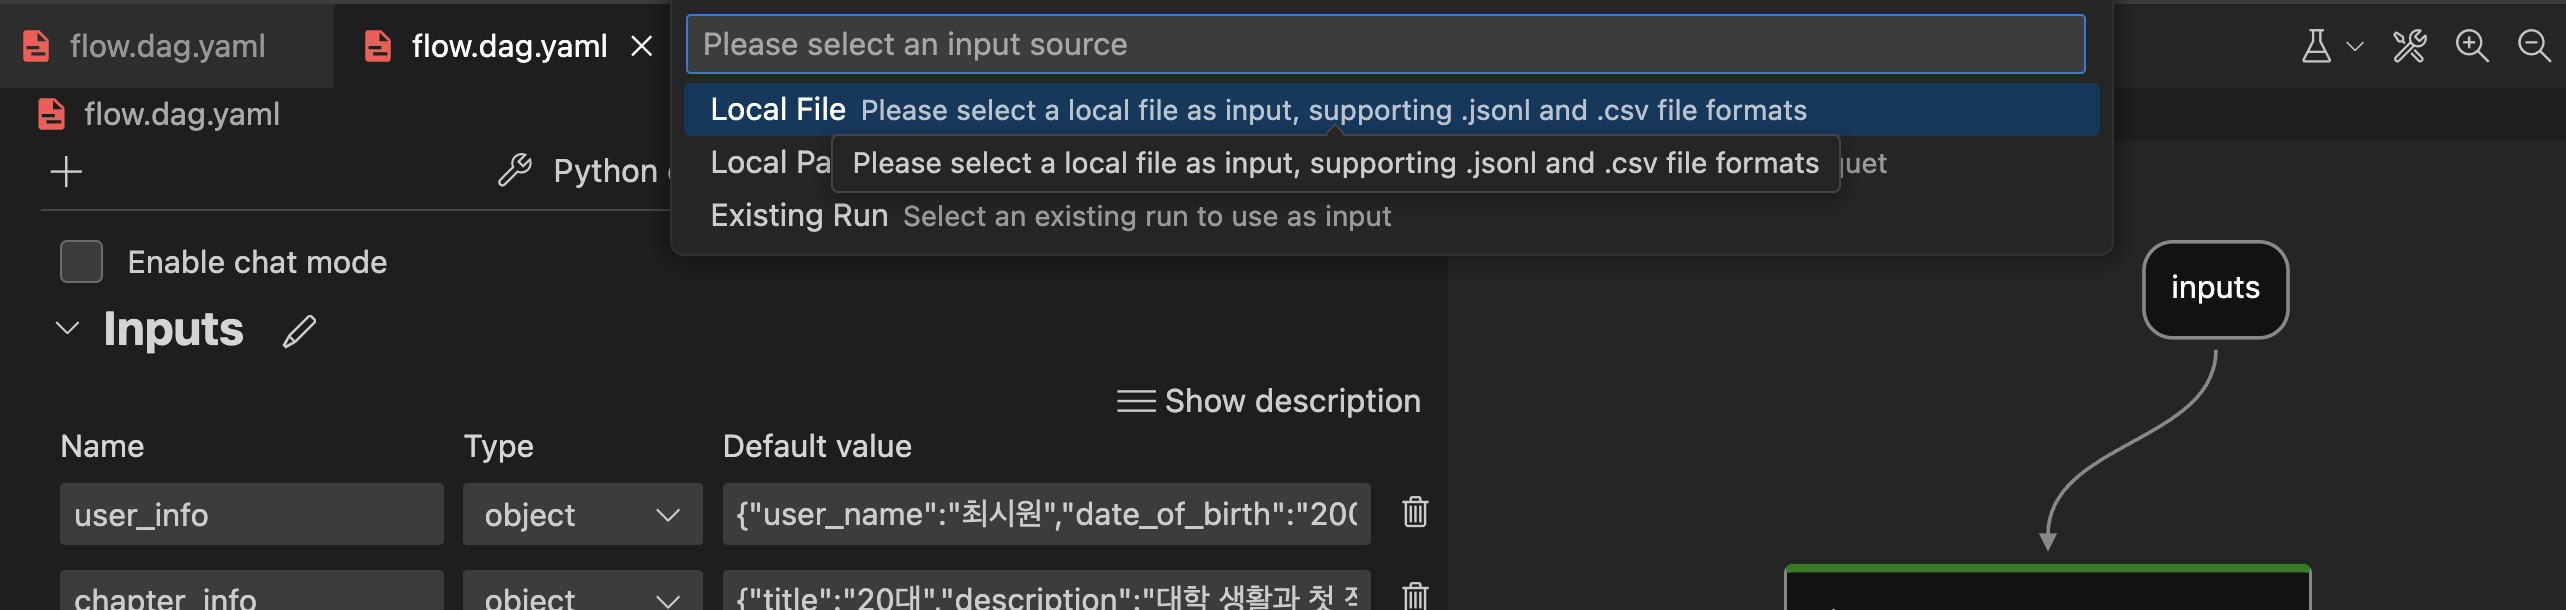 flow.dag.yaml
flow.dag.yaml
Please select an input source
flow.dag.yaml
Local File Please select a local file as input, supporting .jsonl and .csv file formats
Local
Please select a local file as input, supporting .jsonl and .csv file formats
Existing Run Select an existing run to use as input
Python
Enable chat mode
Inputs
inputs
Show description
Name Type Default value
user_info object {"user_name":"최시원","date_of_birth":"200
chapter_info object {"title":"20대","description":"대학 생활과 첫